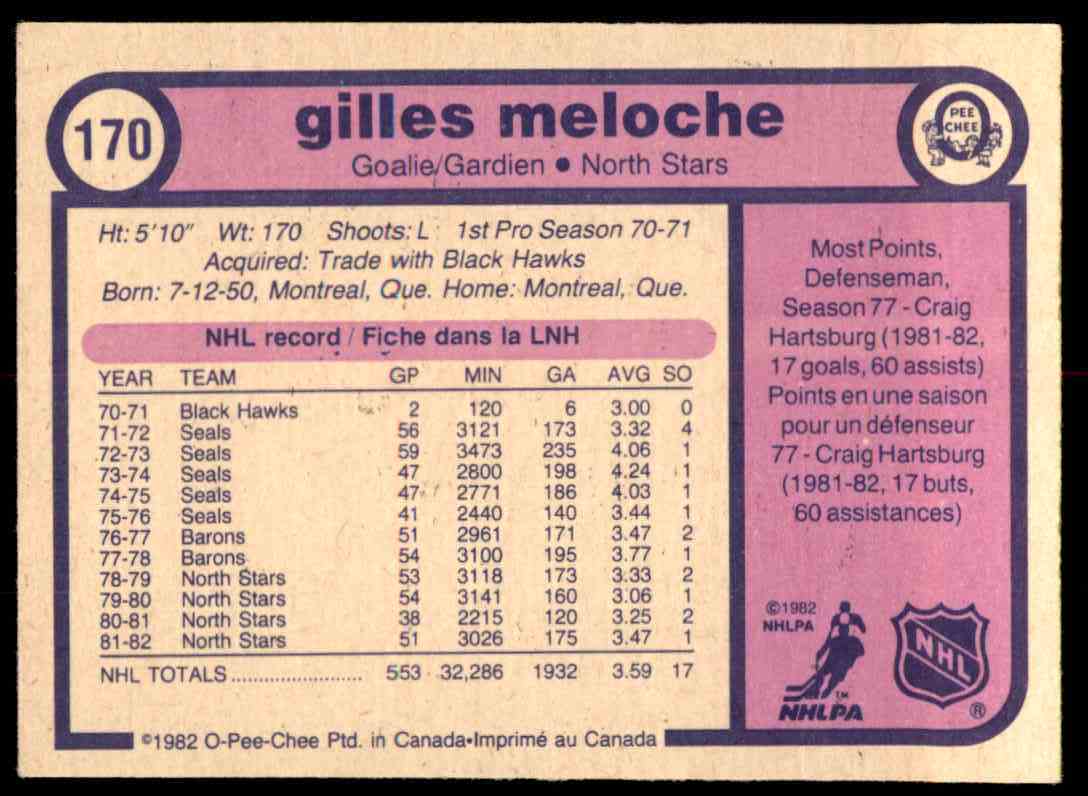 170
gilles meloche
Goalie/Gardien • North Stars
O
PEE
CHEE
Ht: 5'10" Wt: 170 Shoots: L 1st Pro Season 70-71
Acquired: Trade with Black Hawks
Born: 7-12-50, Montreal, Que. Home: Montreal, Que.
NHL record / Fiche dans la LNH
YEAR TEAM GP MIN GA AVG SO
70-71 Black Hawks 2 120 6 3.00 0
71-72 Seals 56 3121 173 3.32 4
72-73 Seals 59 3473 235 4.06 1
73-74 Seals 47 2800 198 4.24 1
74-75 Seals 47 2771 186 4.03 1
75-76 Seals 41 2440 140 3.44 1
76-77 Barons 51 2961 171 3.47 2
77-78 Barons 54 3100 195 3.77 1
78-79 North Stars 53 3118 173 3.33 2
79-80 North Stars 54 3141 160 3.06 1
80-81 North Stars 38 2215 120 3.25 2
81-82 North Stars 51 3026 175 3.47 1
NHL TOTALS........................ 553 32,286 1932 3.59 17
Most Points,
Defenseman,
Season 77 - Craig
Hartsburg (1981-82,
17 goals, 60 assists)
Points en une saison
pour un défenseur
77 - Craig Hartsburg
(1981-82, 17 buts,
60 assistances)
©1982
NHLPA
TM
NHLPA
NHL
®
©1982 O-Pee-Chee Ptd. in Canada•Imprimé au Canada